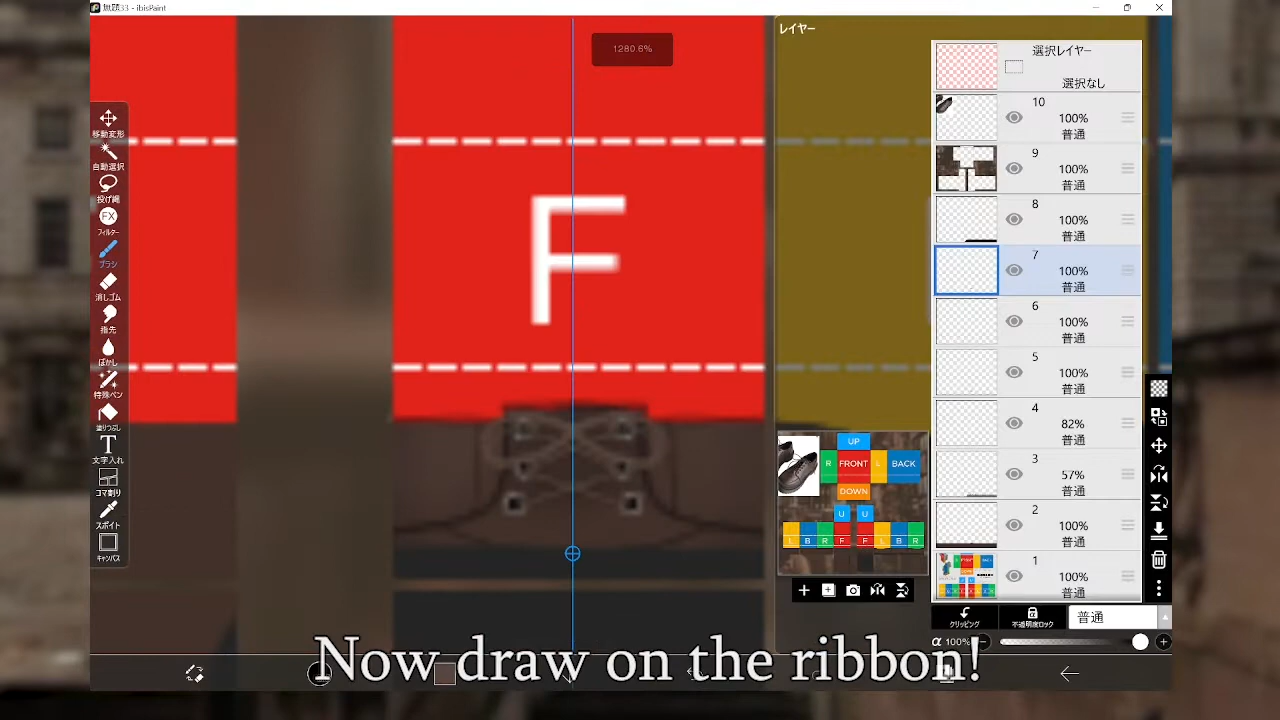 無題33 - ibisPaint
1280.6%
レイヤー
移動変形
自動選択
投げ縄
FX
フィルター
ブラシ
消しゴム
指先
ぼかし
特殊ペン
塗りつぶし
T
文字入れ
コマ割り
スポイト
キャンバス
F
選択レイヤー
選択なし
10
100%
普通
9
100%
普通
8
100%
普通
7
100%
普通
6
100%
普通
5
100%
普通
4
82%
普通
3
57%
普通
2
100%
普通
1
100%
普通
UP
R FRONT L BACK
DOWN
U U
L B R F F L B R
クリッピング
不透明度ロック
普通
α 100%
Now draw on the ribbon!